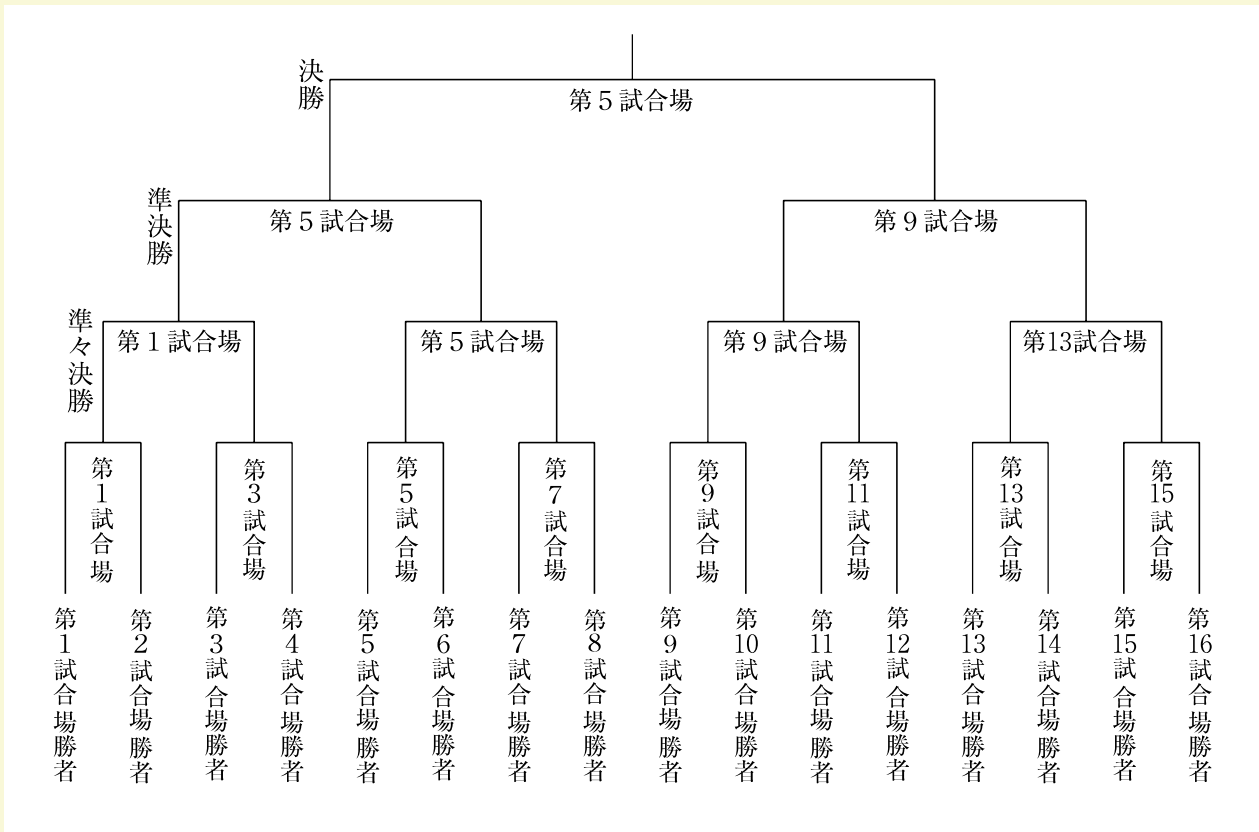 決勝
第5試合場
準決勝
第5試合場
第9試合場
準々決勝
第1試合場
第5試合場
第9試合場
第13試合場
第1試合場
第3試合場
第5試合場
第7試合場
第9試合場
第11試合場
第13試合場
第15試合場
第1試合場勝者
第2試合場勝者
第3試合場勝者
第4試合場勝者
第5試合場勝者
第6試合場勝者
第7試合場勝者
第8試合場勝者
第9試合場勝者
第10試合場勝者
第11試合場勝者
第12試合場勝者
第13試合場勝者
第14試合場勝者
第15試合場勝者
第16試合場勝者